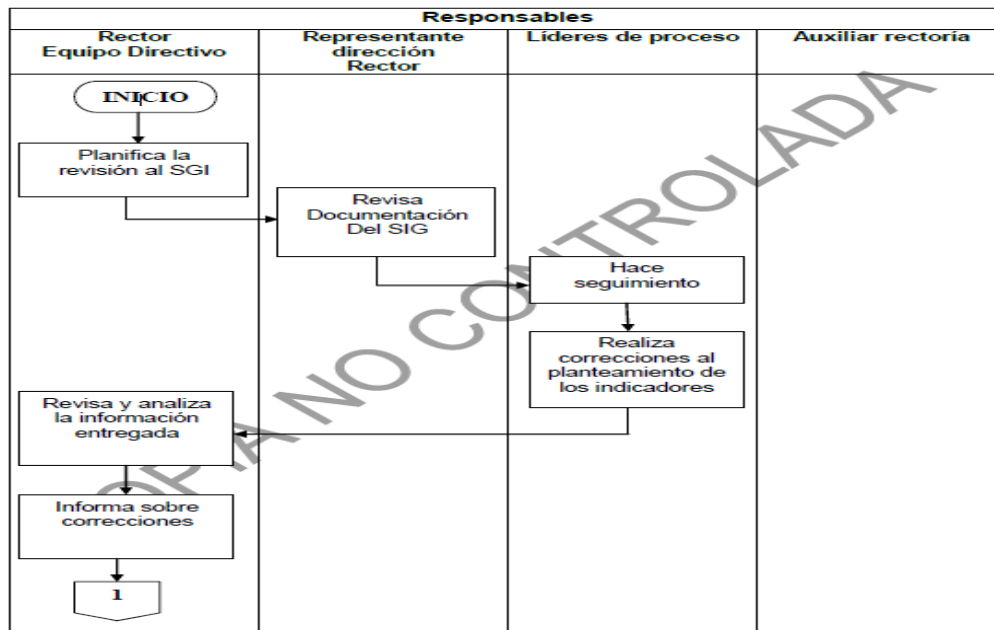 Responsables
Rector
Equipo Directivo
Representante
dirección
Rector
Líderes de proceso
Auxiliar rectoría
INICIO
Planifica la
revisión al SGI
Revisa
Documentación
Del SIG
Hace
seguimiento
Realiza
correcciones al
planteamiento de
los indicadores
Revisa y analiza
la información
entregada
Informa sobre
correcciones
1
COPIA NO CONTROLADA